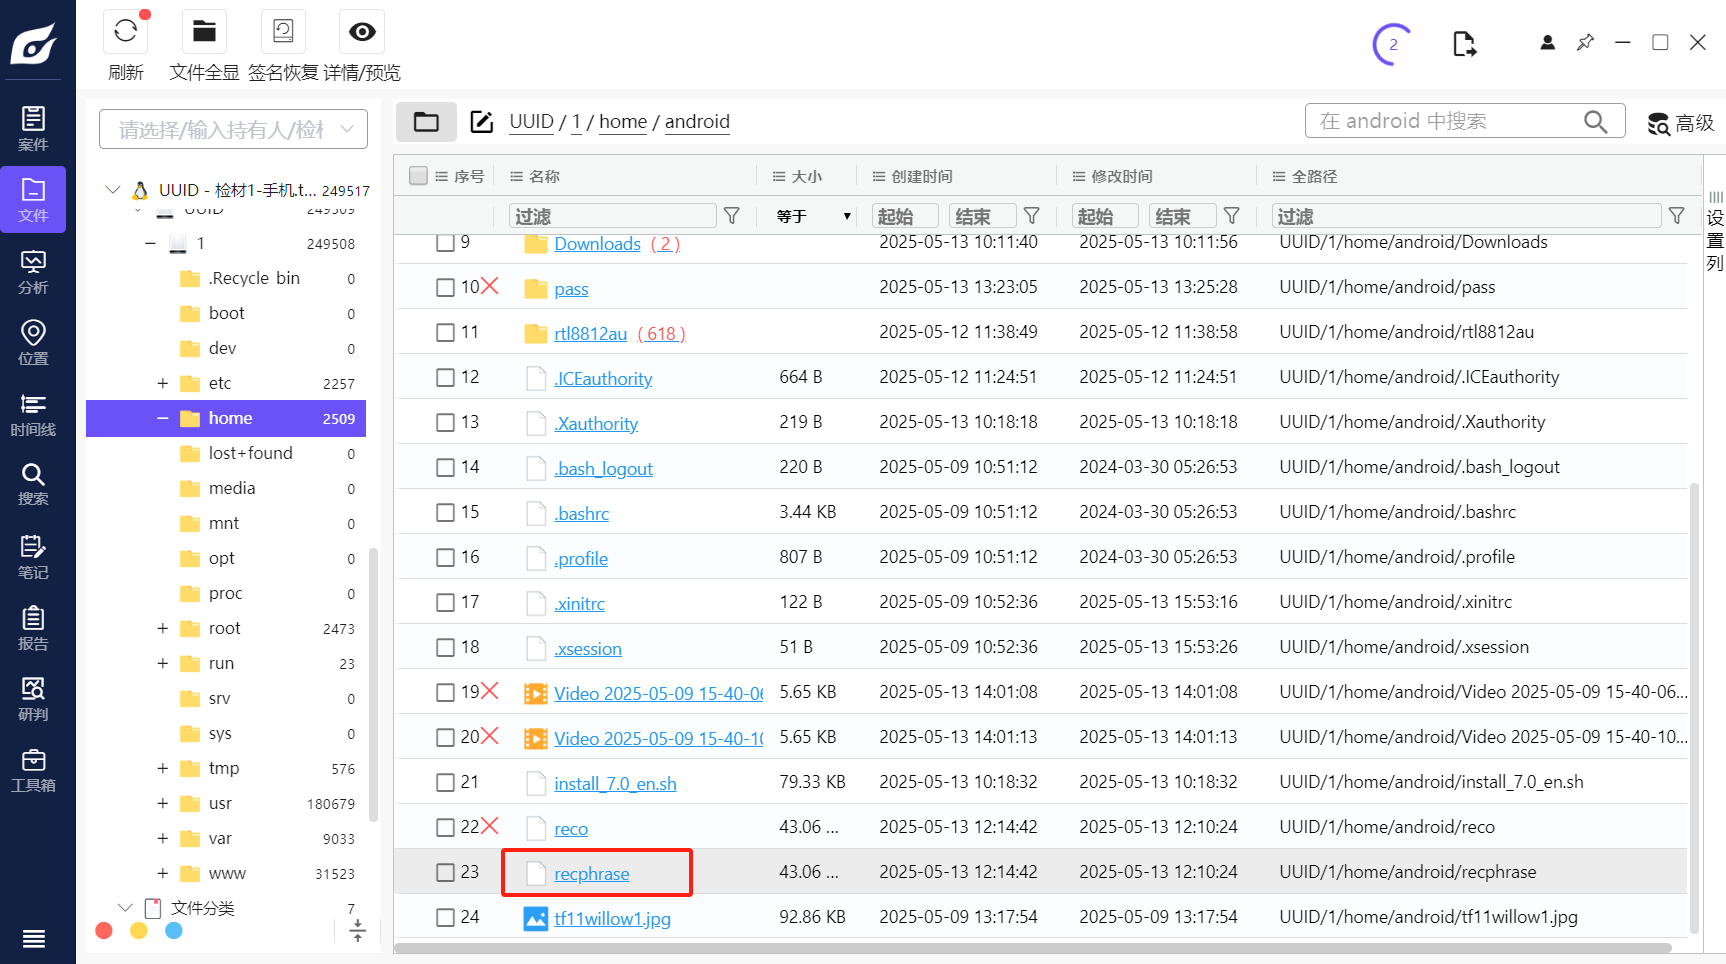 刷新
文件全显
签名恢复
详情/预览
2
案件
文件
分析
位置
时间线
搜索
笔记
报告
研判
工具箱
请选择/输入持有人/检材
UUID - 检材1-手机.t... 249517
UUID 249509
1 249508
.Recycle bin 0
boot 0
dev 0
etc 2257
home 2509
lost+found 0
media 0
mnt 0
opt 0
proc 0
root 2473
run 23
srv 0
sys 0
tmp 576
usr 180679
var 9033
www 31523
文件分类 7
UUID / 1 / home / android
在 android 中搜索
高级
序号 名称 大小 创建时间 修改时间 全路径
过滤 等于 起始 结束 起始 结束 过滤
9 Downloads ( 2 ) 2025-05-13 10:11:40 2025-05-13 10:11:56 UUID/1/home/android/Downloads
10 pass 2025-05-13 13:23:05 2025-05-13 13:25:28 UUID/1/home/android/pass
11 rtl8812au ( 618 ) 2025-05-12 11:38:49 2025-05-12 11:38:58 UUID/1/home/android/rtl8812au
12 .ICEauthority 664 B 2025-05-12 11:24:51 2025-05-12 11:24:51 UUID/1/home/android/.ICEauthority
13 .Xauthority 219 B 2025-05-13 10:18:18 2025-05-13 10:18:18 UUID/1/home/android/.Xauthority
14 .bash_logout 220 B 2025-05-09 10:51:12 2024-03-30 05:26:53 UUID/1/home/android/.bash_logout
15 .bashrc 3.44 KB 2025-05-09 10:51:12 2024-03-30 05:26:53 UUID/1/home/android/.bashrc
16 .profile 807 B 2025-05-09 10:51:12 2024-03-30 05:26:53 UUID/1/home/android/.profile
17 .xinitrc 122 B 2025-05-09 10:52:36 2025-05-13 15:53:16 UUID/1/home/android/.xinitrc
18 .xsession 51 B 2025-05-09 10:52:36 2025-05-13 15:53:26 UUID/1/home/android/.xsession
19 Video 2025-05-09 15-40-06 5.65 KB 2025-05-13 14:01:08 2025-05-13 14:01:08 UUID/1/home/android/Video 2025-05-09 15-40-06...
20 Video 2025-05-09 15-40-10 5.65 KB 2025-05-13 14:01:13 2025-05-13 14:01:13 UUID/1/home/android/Video 2025-05-09 15-40-10...
21 install_7.0_en.sh 79.33 KB 2025-05-13 10:18:32 2025-05-13 10:18:32 UUID/1/home/android/install_7.0_en.sh
22 reco 43.06 ... 2025-05-13 12:14:42 2025-05-13 12:10:24 UUID/1/home/android/reco
23 recphrase 43.06 ... 2025-05-13 12:14:42 2025-05-13 12:10:24 UUID/1/home/android/recphrase
24 tf11willow1.jpg 92.86 KB 2025-05-09 13:17:54 2025-05-09 13:17:54 UUID/1/home/android/tf11willow1.jpg
设置列